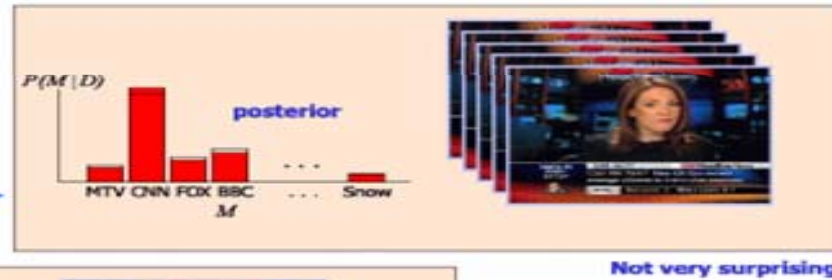 P(M|D)
posterior
...
MTV CNN FOX BBC ... Snow
M
Not very surprising